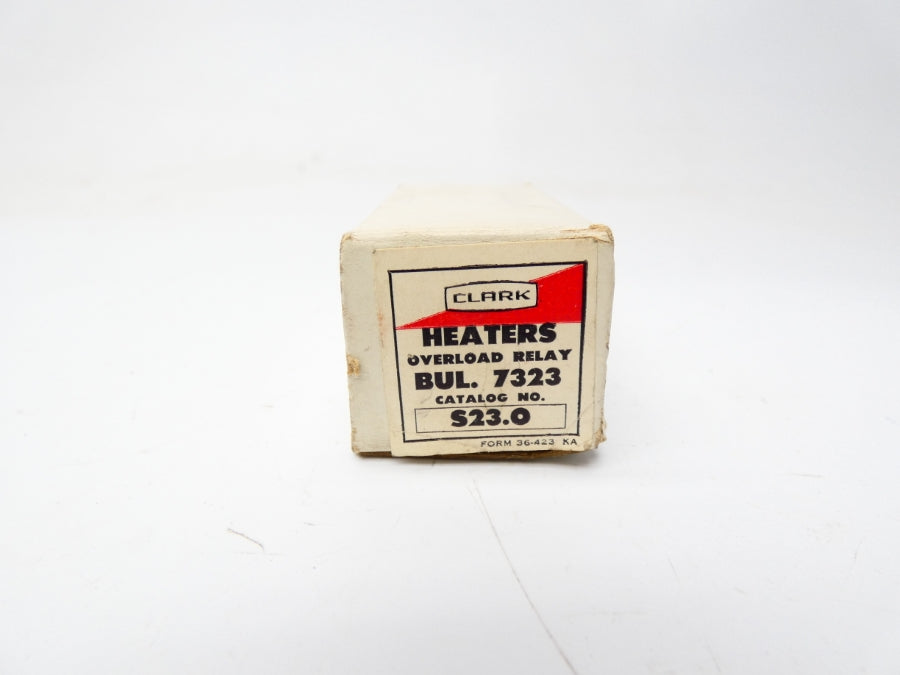 CLARK
HEATERS
OVERLOAD RELAY
BUL. 7323
CATALOG NO.
S23.0
FORM 36-423 KA